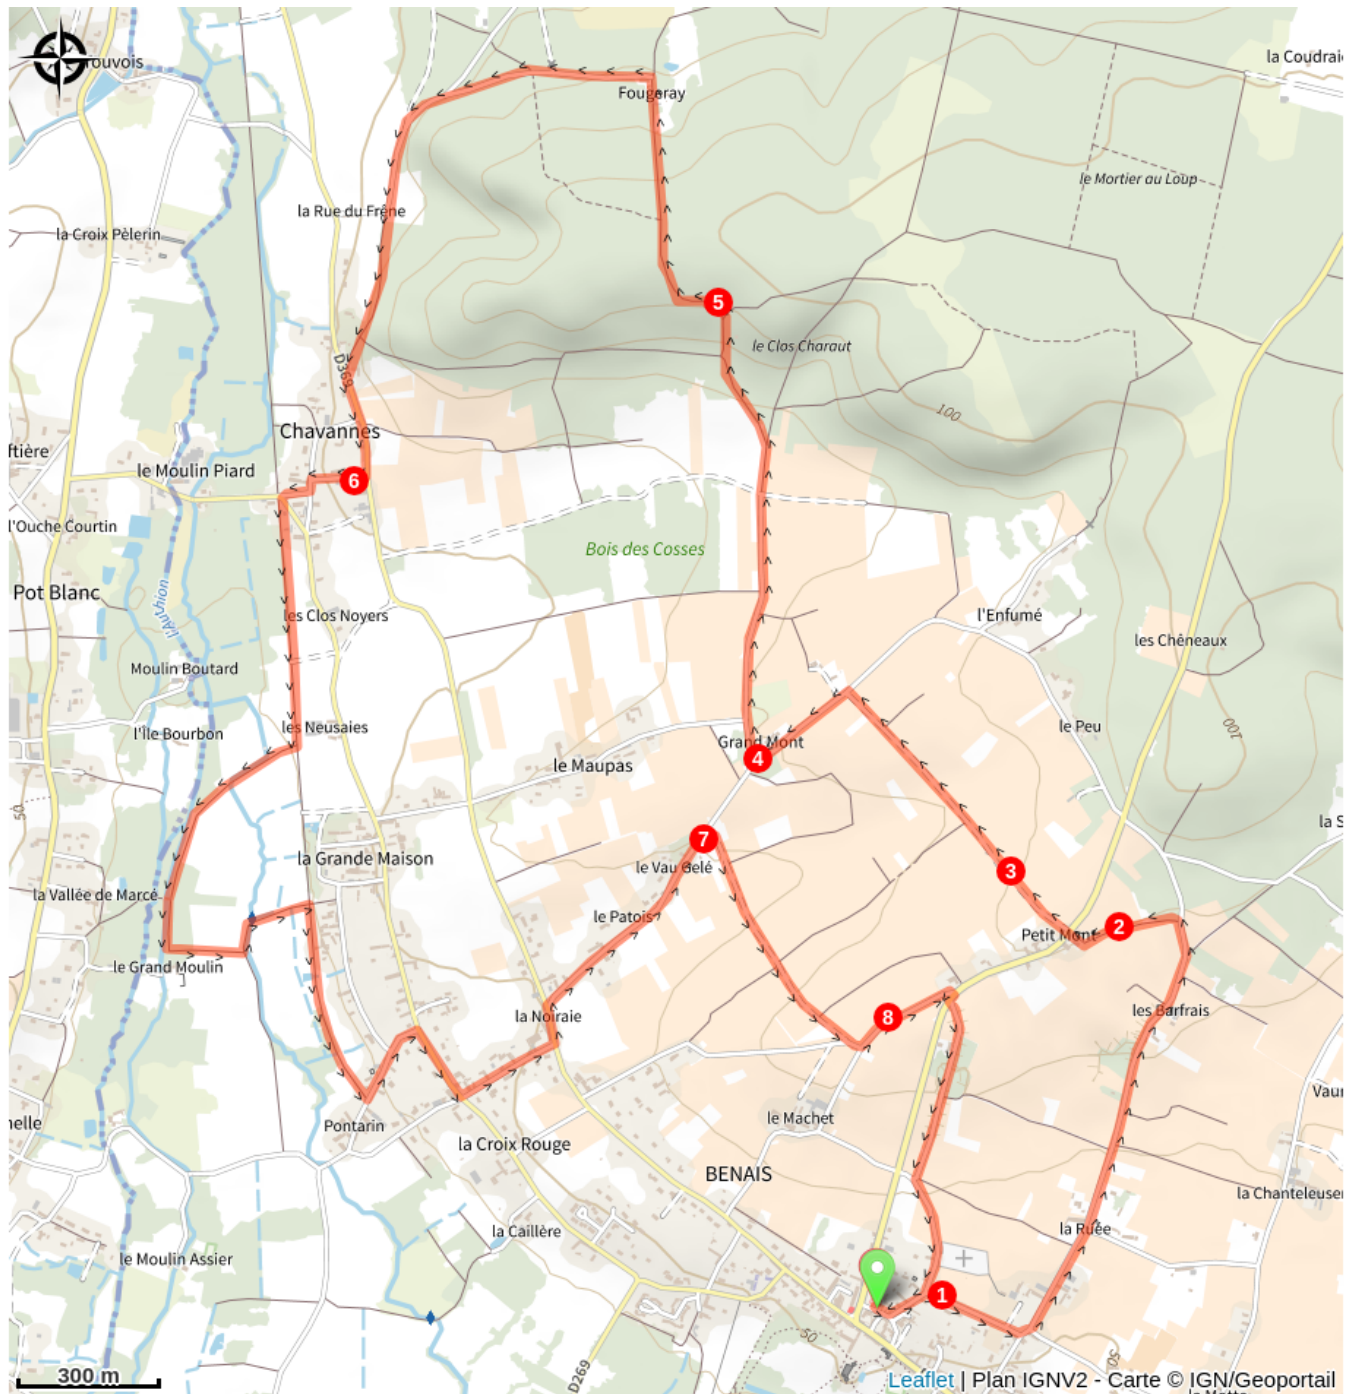 la Coudrai
rouvois
Fougeray
le Mortier au Loup
la Rue du Frêne
la Croix Pèlerin
5
le Clos Charaut
D369
100
Chavannes
ftière
le Moulin Piard
6
l'Ouche Courtin
Bois des Cosses
Pot Blanc
l'Authion
les Clos Noyers
l'Enfumé
les Chêneaux
Moulin Boutard
les Neusaies
l'Île Bourbon
le Peu
100
Grand Mont
4
le Maupas
50
la S
7
la Grande Maison
le Vau Gelé
3
la Vallée de Marcé
le Patois
2
Petit Mont
le Grand Moulin
la Noiraie
8
les Barfrais
Vau
nelle
Pontarin
le Machet
la Croix Rouge
BENAIS
la Chanteleuse
la Caillère
la Ruée
le Moulin Assier
1
50
50
D269
300 m
Leaflet | Plan IGNV2 - Carte © IGN/Geoportail